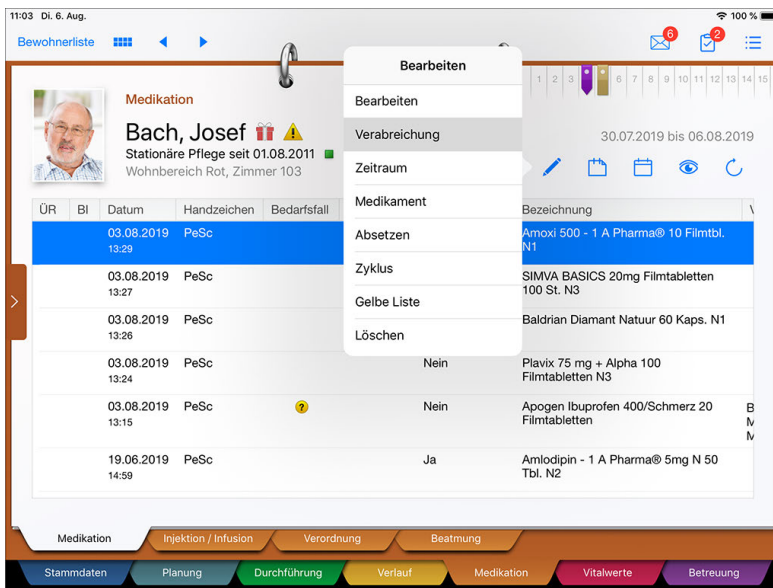 11:03 Di. 6. Aug.
100 %
Bewohnerliste
6
2
Bearbeiten
Bearbeiten
Verabreichung
Zeitraum
Medikament
Absetzen
Zyklus
Gelbe Liste
Löschen
1 2 3 6 7 8 9 10 11 12 13 14 15
Medikation
Bach, Josef
Stationäre Pflege seit 01.08.2011
Wohnbereich Rot, Zimmer 103
30.07.2019 bis 06.08.2019
ÜR BI Datum Handzeichen Bedarfsfall Bezeichnung
03.08.2019 PeSc Amoxi 500 - 1 A Pharma® 10 Filmtbl.
13:29 N1
03.08.2019 PeSc SIMVA BASICS 20mg Filmtabletten
13:27 100 St. N3
03.08.2019 PeSc Baldrian Diamant Natuur 60 Kaps. N1
13:26
03.08.2019 PeSc Nein Plavix 75 mg + Alpha 100
13:24 Filmtabletten N3
03.08.2019 PeSc ? Nein Apogen Ibuprofen 400/Schmerz 20
13:15 Filmtabletten
19.06.2019 PeSc Ja Amlodipin - 1 A Pharma® 5mg N 50
14:59 Tbl. N2
Medikation Injektion / Infusion Verordnung Beatmung
Stammdaten Planung Durchführung Verlauf Medikation Vitalwerte Betreuung